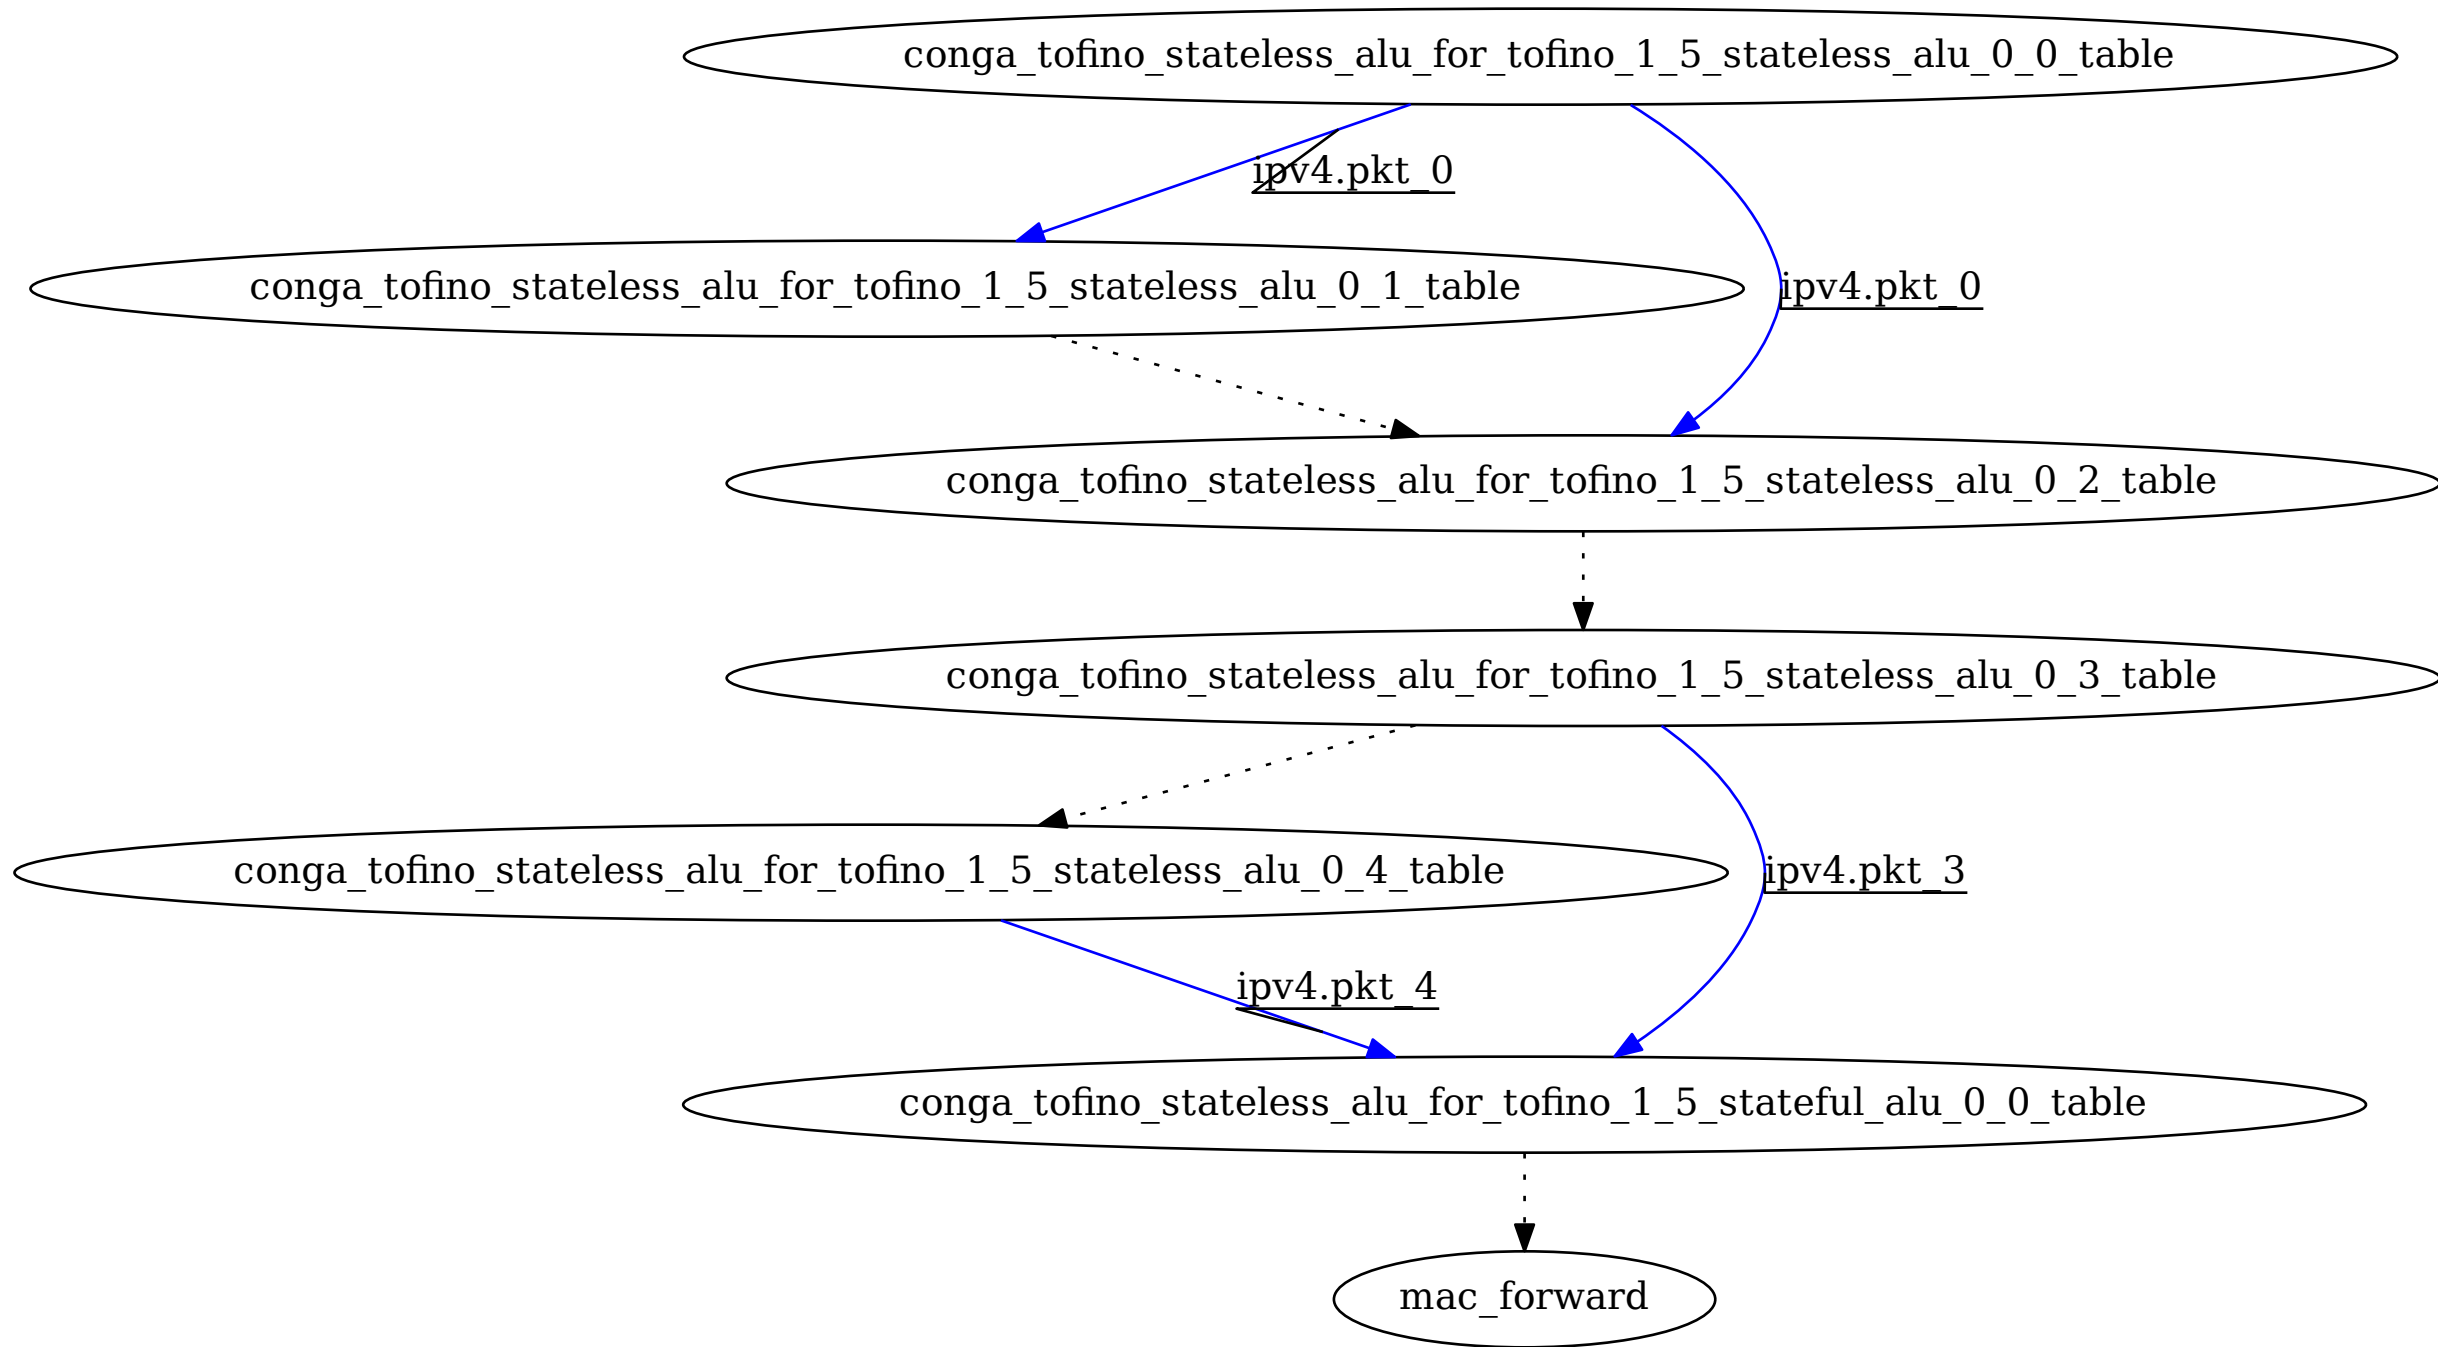 conga_tofino_stateless_alu_for_tofino_1_5_stateless_alu_0_0_table
ipv4.pkt_0
conga_tofino_stateless_alu_for_tofino_1_5_stateless_alu_0_1_table
ipv4.pkt_0
conga_tofino_stateless_alu_for_tofino_1_5_stateless_alu_0_2_table
conga_tofino_stateless_alu_for_tofino_1_5_stateless_alu_0_3_table
conga_tofino_stateless_alu_for_tofino_1_5_stateless_alu_0_4_table
ipv4.pkt_3
ipv4.pkt_4
conga_tofino_stateless_alu_for_tofino_1_5_stateful_alu_0_0_table
mac_forward